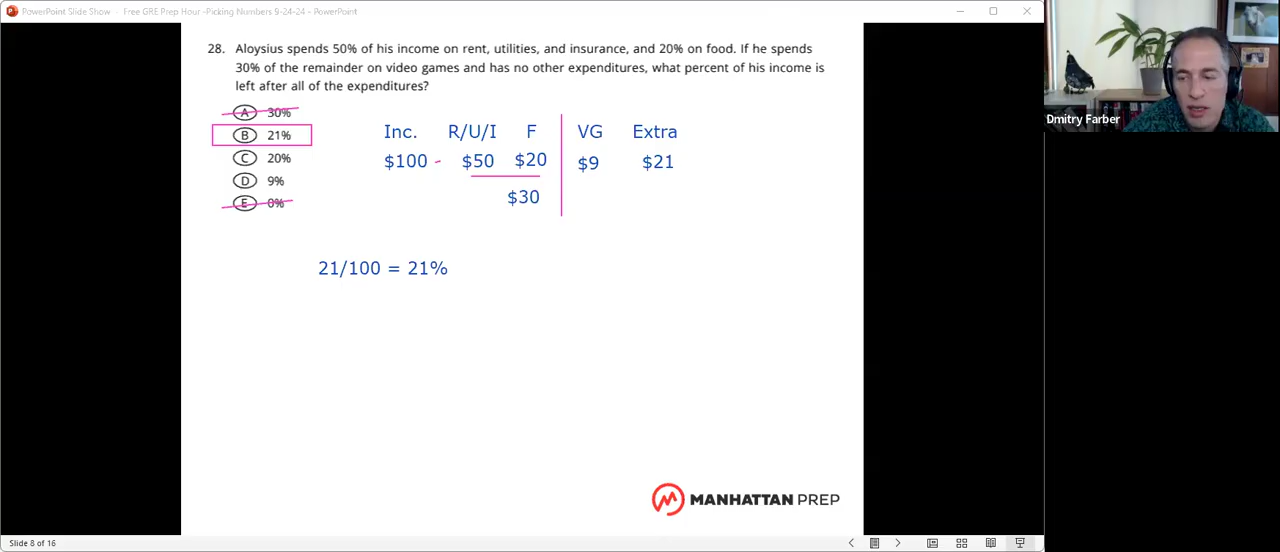 PowerPoint Slide Show - Free GRE Prep Hour -Picking Numbers 9-24-24 - PowerPoint
28. Aloysius spends 50% of his income on rent, utilities, and insurance, and 20% on food. If he spends
30% of the remainder on video games and has no other expenditures, what percent of his income is
left after all of the expenditures?
A 30%
B 21%
C 20%
D 9%
E 0%
Inc. R/U/I F VG Extra
$100 - $50 $20 $9 $21
$30
21/100 = 21%
MANHATTAN PREP
Slide 8 of 16
Dmitry Farber